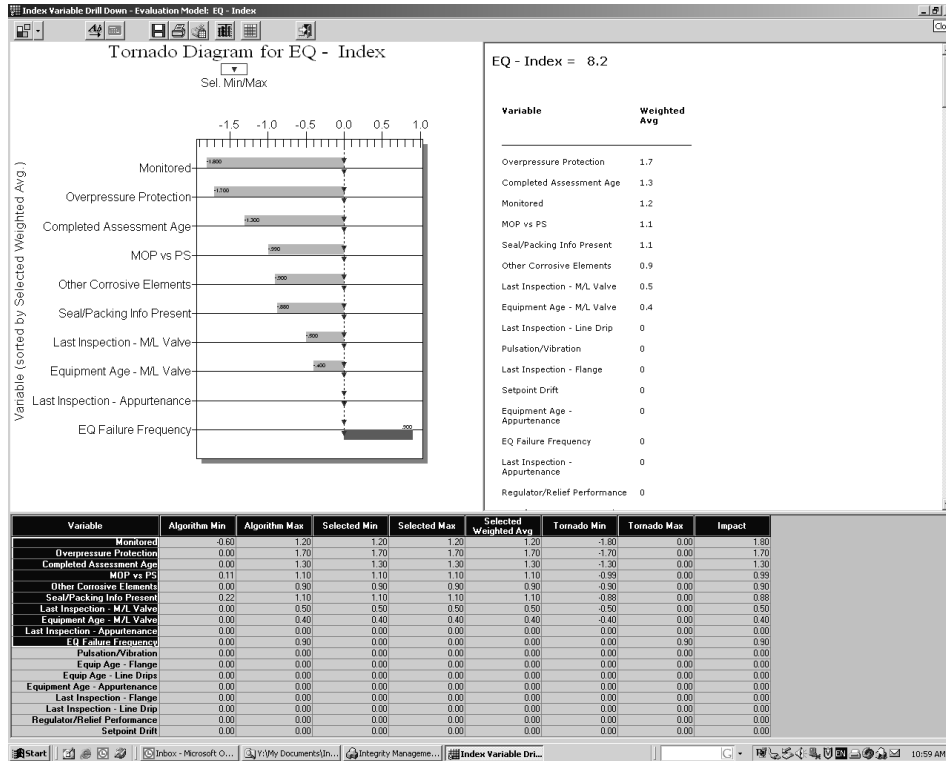 Index Variable Drill Down - Evaluation Model: EQ - Index
Clo
Tornado Diagram for EQ - Index
Sel. Min/Max
-1.5 -1.0 -0.5 0.0 0.5 1.0
Variable (sorted by Selected Weighted Avg.)
Monitored
-1.800
Overpressure Protection
-1.700
Completed Assessment Age
-1.300
MOP vs PS
-.990
Other Corrosive Elements
-.900
Seal/Packing Info Present
-.880
Last Inspection - M/L Valve
-.500
Equipment Age - M/L Valve
-.400
Last Inspection - Appurtenance
EQ Failure Frequency
.900
EQ - Index = 8.2
Variable Weighted Avg
Overpressure Protection 1.7
Completed Assessment Age 1.3
Monitored 1.2
MOP vs PS 1.1
Seal/Packing Info Present 1.1
Other Corrosive Elements 0.9
Last Inspection - M/L Valve 0.5
Equipment Age - M/L Valve 0.4
Last Inspection - Line Drip 0
Pulsation/Vibration 0
Last Inspection - Flange 0
Setpoint Drift 0
Equipment Age - Appurtenance 0
EQ Failure Frequency 0
Last Inspection - Appurtenance 0
Regulator/Relief Performance 0
Variable Algorithm Min Algorithm Max Selected Min Selected Max Selected Weighted Avg Tornado Min Tornado Max Impact
Monitored -0.60 1.20 1.20 1.20 1.20 -1.80 0.00 1.80
Overpressure Protection 0.00 1.70 1.70 1.70 1.70 -1.70 0.00 1.70
Completed Assessment Age 0.00 1.30 1.30 1.30 1.30 -1.30 0.00 1.30
MOP vs PS 0.11 1.10 1.10 1.10 1.10 -0.99 0.00 0.99
Other Corrosive Elements 0.00 0.90 0.90 0.90 0.90 -0.90 0.00 0.90
Seal/Packing Info Present 0.22 1.10 1.10 1.10 1.10 -0.88 0.00 0.88
Last Inspection - M/L Valve 0.00 0.50 0.50 0.50 0.50 -0.50 0.00 0.50
Equipment Age - M/L Valve 0.00 0.40 0.40 0.40 0.40 -0.40 0.00 0.40
Last Inspection - Appurtenance 0.00 0.00 0.00 0.00 0.00 0.00 0.00 0.00
EQ Failure Frequency 0.00 0.90 0.00 0.00 0.00 0.00 0.90 0.90
Pulsation/Vibration 0.00 0.00 0.00 0.00 0.00 0.00 0.00 0.00
Equip Age - Flange 0.00 0.00 0.00 0.00 0.00 0.00 0.00 0.00
Equip Age - Line Drips 0.00 0.00 0.00 0.00 0.00 0.00 0.00 0.00
Equipment Age - Appurtenance 0.00 0.00 0.00 0.00 0.00 0.00 0.00 0.00
Last Inspection - Flange 0.00 0.00 0.00 0.00 0.00 0.00 0.00 0.00
Last Inspection - Line Drip 0.00 0.00 0.00 0.00 0.00 0.00 0.00 0.00
Regulator/Relief Performance 0.00 0.00 0.00 0.00 0.00 0.00 0.00 0.00
Setpoint Drift 0.00 0.00 0.00 0.00 0.00 0.00 0.00 0.00
Start Inbox - Microsoft O... Y:\My Documents\In... Integrity Manageme... Index Variable Dri... G EN 10:59 AM